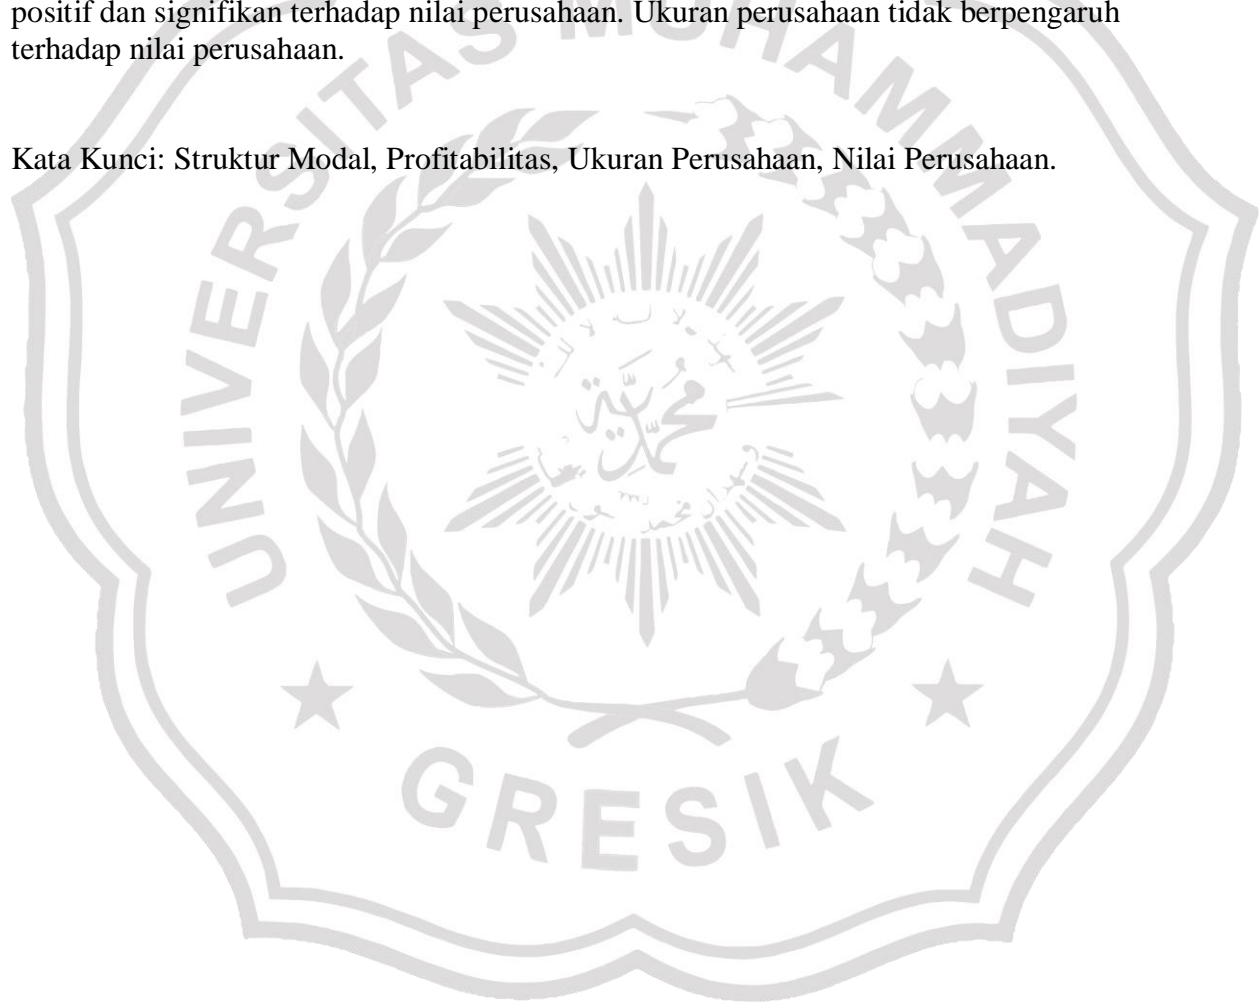 positif dan signifikan terhadap nilai perusahaan. Ukuran perusahaan tidak berpengaruh
terhadap nilai perusahaan.
Kata Kunci: Struktur Modal, Profitabilitas, Ukuran Perusahaan, Nilai Perusahaan.
UNIVERSITAS MUHAMMADIYAH
محمدية
GRESIK